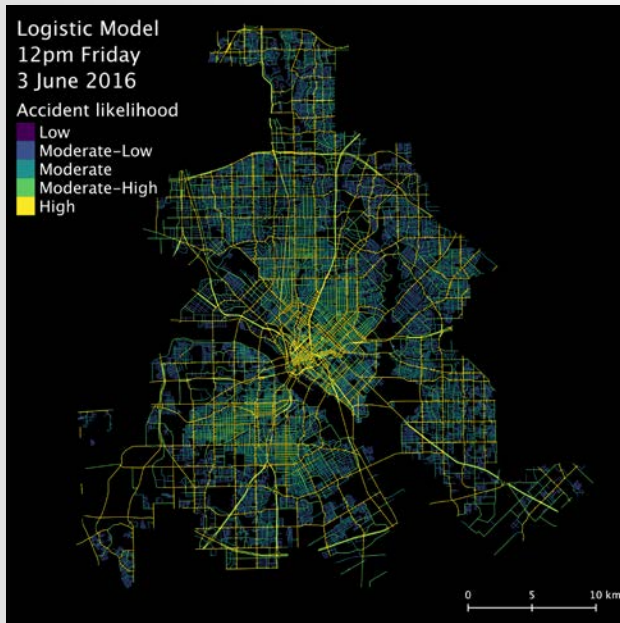 Logistic Model
12pm Friday
3 June 2016
Accident likelihood
Low
Moderate-Low
Moderate
Moderate-High
High
0 5 10 km